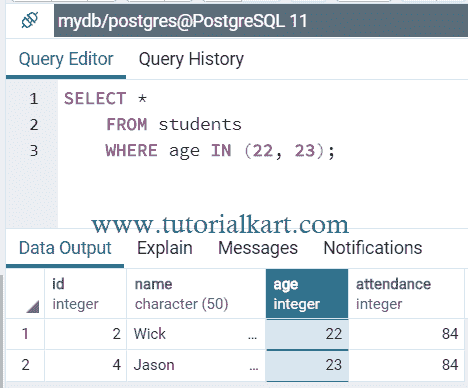 mydb/postgres@PostgreSQL 11
Query Editor Query History
1 SELECT *
2 FROM students
3 WHERE age IN (22, 23);
www.tutorialkart.com
Data Output Explain Messages Notifications
id name age attendance
integer character (50) integer integer
1 2 Wick ... 22 84
2 4 Jason ... 23 84